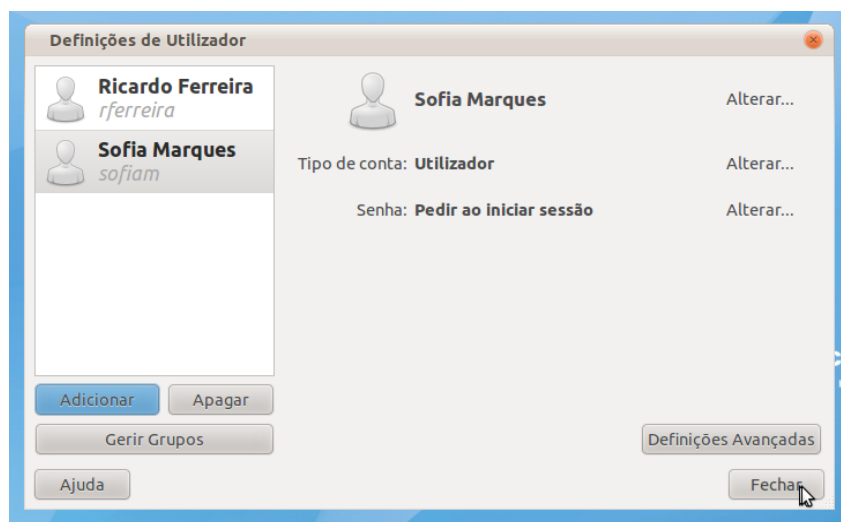 Definições de Utilizador
Ricardo Ferreira
rferreira
Sofia Marques
sofiam
Sofia Marques Alterar...
Tipo de conta: Utilizador Alterar...
Senha: Pedir ao iniciar sessão Alterar...
Adicionar Apagar
Gerir Grupos
Definições Avançadas
Ajuda
Fechar